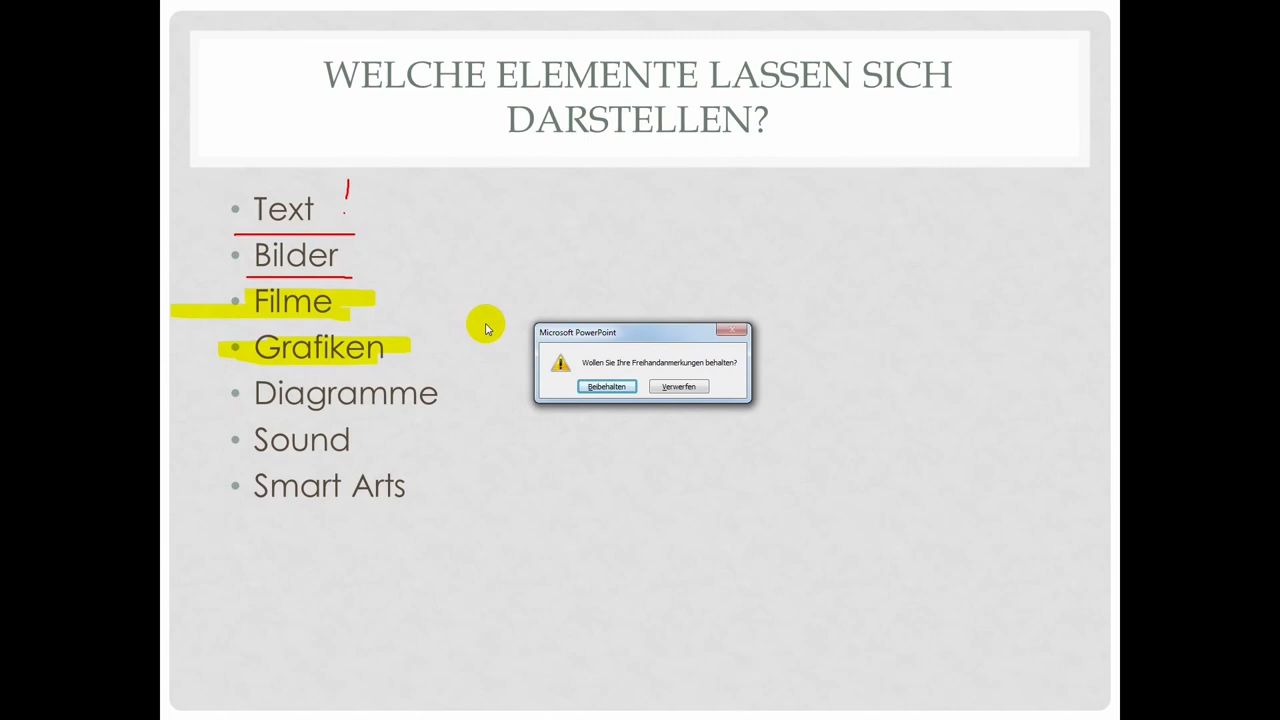 WELCHE ELEMENTE LASSEN SICH
DARSTELLEN?
• Text !
• Bilder
• Filme
• Grafiken
• Diagramme
• Sound
• Smart Arts
Microsoft PowerPoint
Wollen Sie Ihre Freihandanmerkungen behalten?
Beibehalten Verwerfen